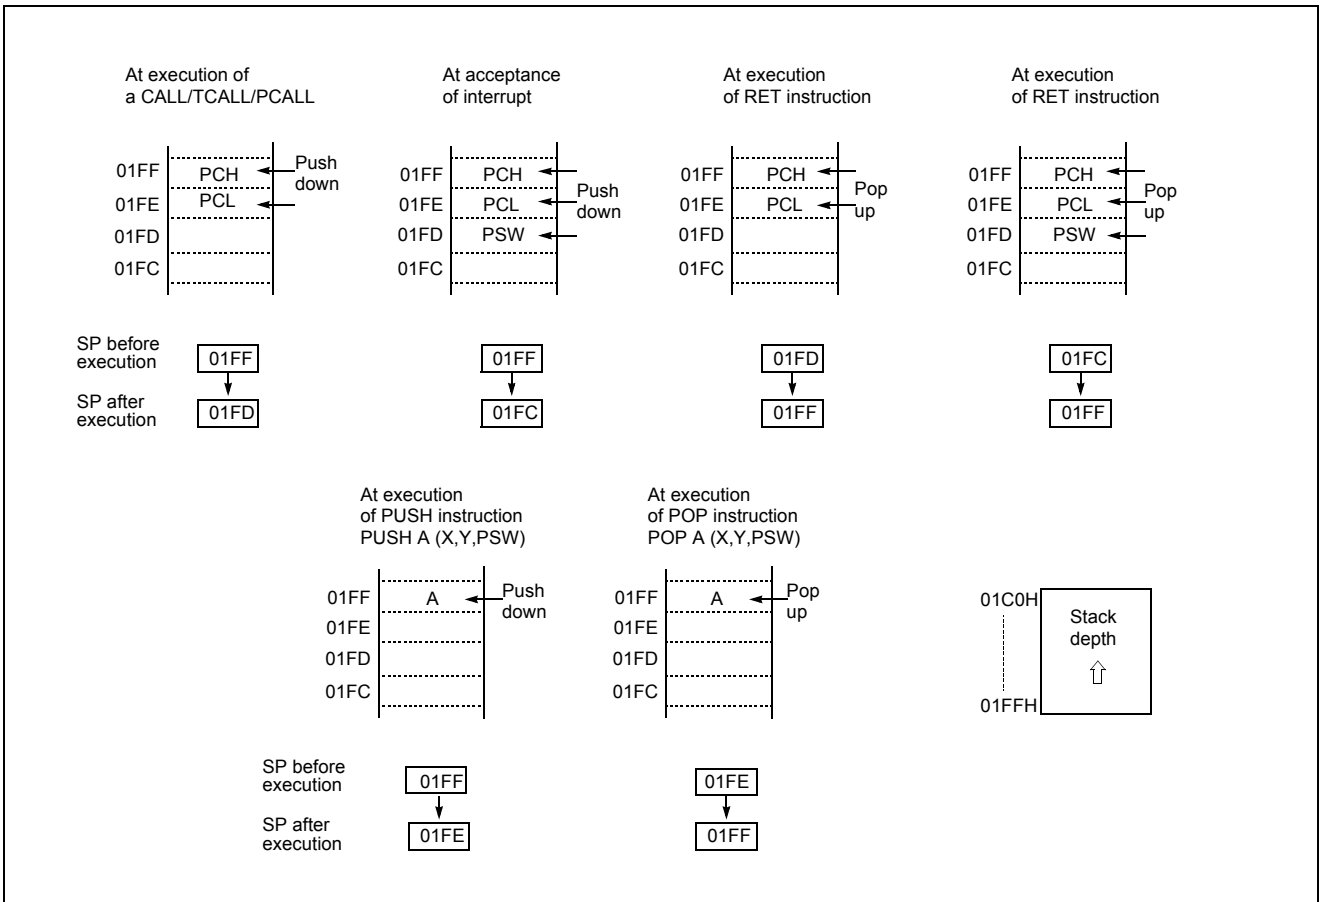 At execution of
a CALL/TCALL/PCALL
01FF
PCH
Push
down
01FE
PCL
01FD
01FC
SP before
execution
01FF
SP after
execution
01FD
At acceptance
of interrupt
01FF
PCH
01FE
PCL
Push
down
01FD
PSW
01FC
01FF
01FC
At execution
of RET instruction
01FF
PCH
01FE
PCL
Pop
up
01FD
01FC
01FD
01FF
At execution
of RET instruction
01FF
PCH
01FE
PCL
Pop
up
01FD
PSW
01FC
01FC
01FF
At execution
of PUSH instruction
PUSH A (X,Y,PSW)
01FF
A
Push
down
01FE
01FD
01FC
SP before
execution
01FF
SP after
execution
01FE
At execution
of POP instruction
POP A (X,Y,PSW)
01FF
A
Pop
up
01FE
01FD
01FC
01FE
01FF
01C0H
Stack
depth
01FFH